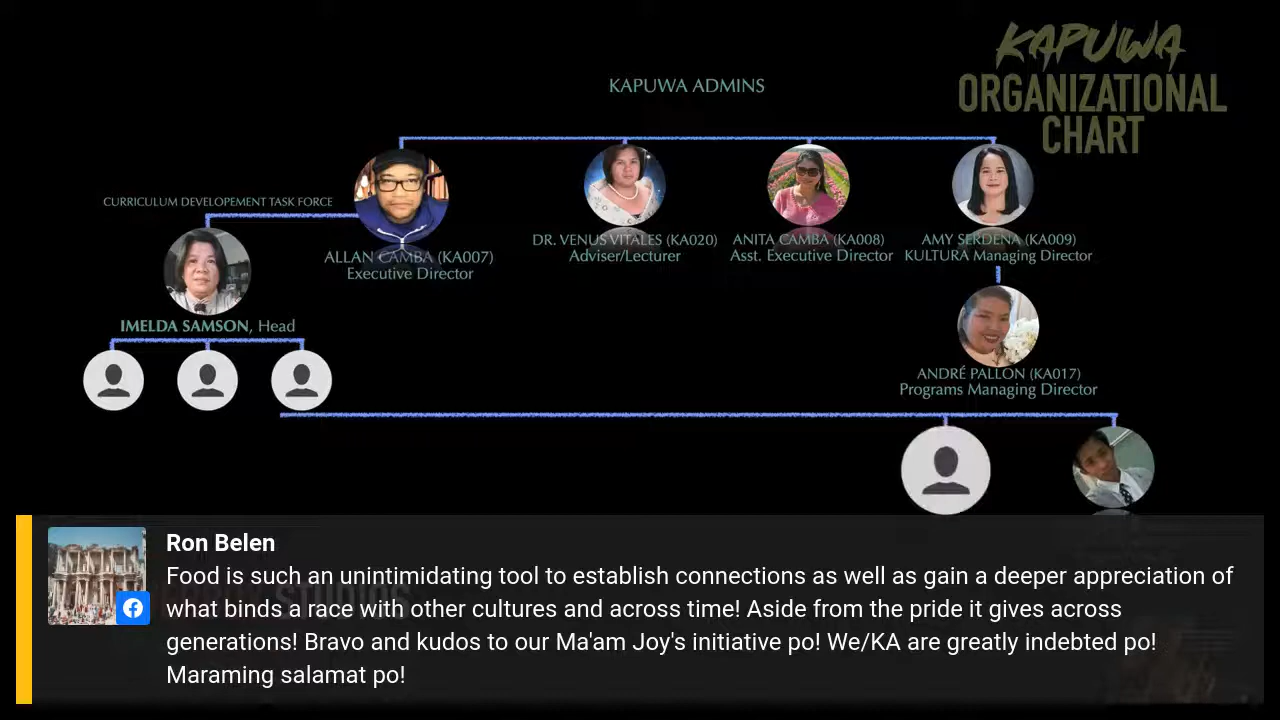 KAPUWA
ORGANIZATIONAL
CHART
KAPUWA ADMINS
CURRICULUM DEVELOPEMENT TASK FORCE
ALLAN CAMBA (KA007)
Executive Director
DR. VENUS VITALES (KA020)
Adviser/Lecturer
ANITA CAMBA (KA008)
Asst. Executive Director
AMY SERDENA (KA009)
KULTURA Managing Director
IMELDA SAMSON, Head
ANDRÉ PALLON (KA017)
Programs Managing Director
Ron Belen
Food is such an unintimidating tool to establish connections as well as gain a deeper appreciation of
what binds a race with other cultures and across time! Aside from the pride it gives across
generations! Bravo and kudos to our Ma'am Joy's initiative po! We/KA are greatly indebted po!
Maraming salamat po!